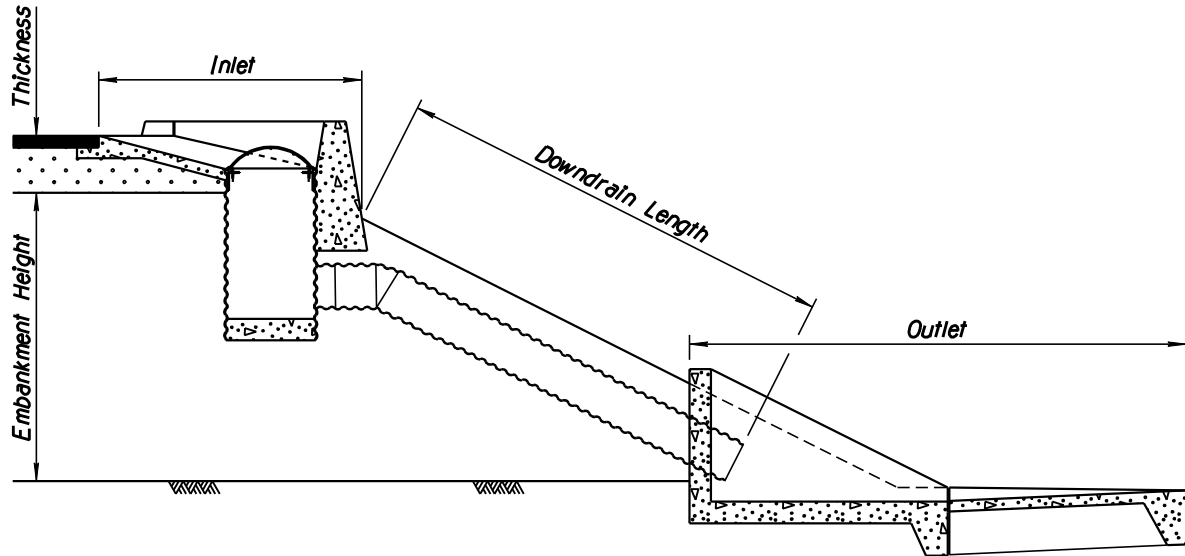 Thickness
Inlet
Downdrain Length
Embankment Height
Outlet